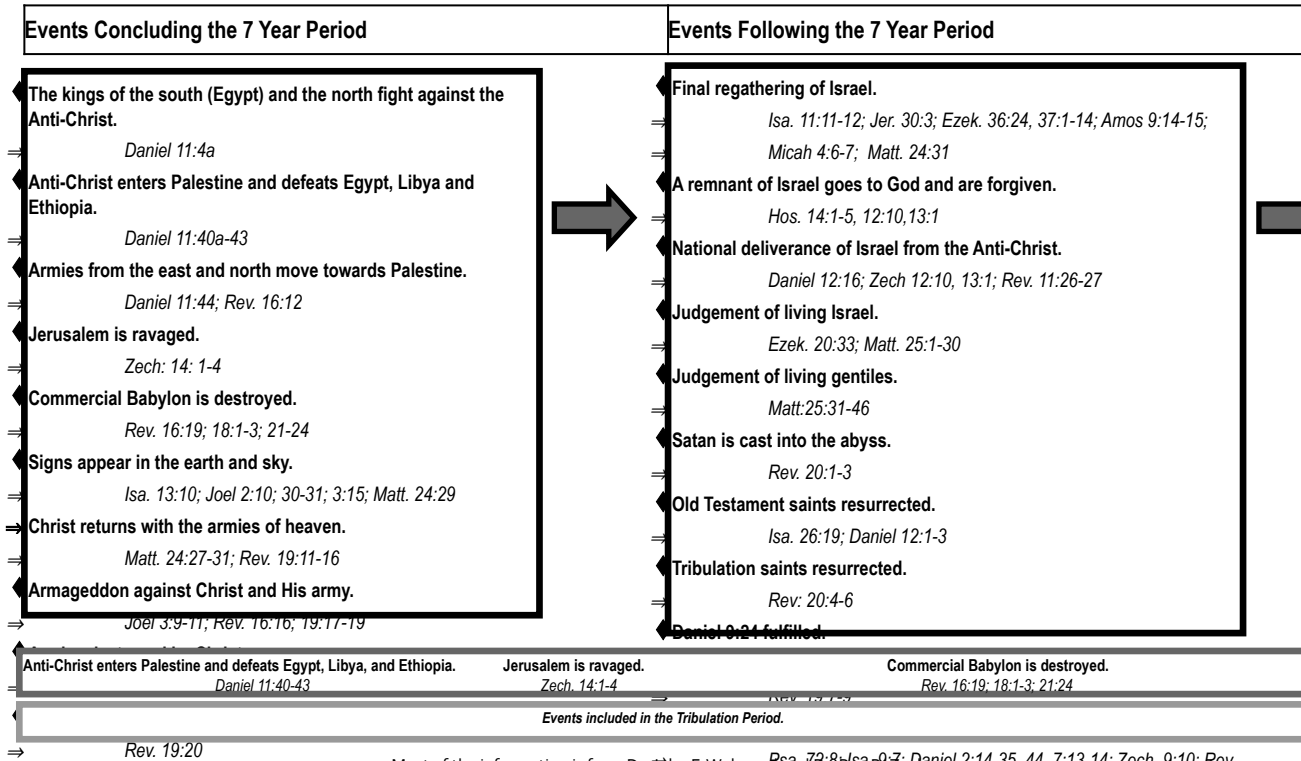 Events Concluding the 7 Year Period
The kings of the south (Egypt) and the north fight against the
Anti-Christ.
Daniel 11:4a
Anti-Christ enters Palestine and defeats Egypt, Libya and
Ethiopia.
Daniel 11:40a-43
Armies from the east and north move towards Palestine.
Daniel 11:44; Rev. 16:12
Jerusalem is ravaged.
Zech: 14: 1-4
Commercial Babylon is destroyed.
Rev. 16:19; 18:1-3; 21-24
Signs appear in the earth and sky.
Isa. 13:10; Joel 2:10; 30-31; 3:15; Matt. 24:29
Christ returns with the armies of heaven.
Matt. 24:27-31; Rev. 19:11-16
Armageddon against Christ and His army.
Joel 3:9-11; Rev. 16:16; 19:17-19
Rev. 19:20
Events Following the 7 Year Period
Final regathering of Israel.
Isa. 11:11-12; Jer. 30:3; Ezek. 36:24, 37:1-14; Amos 9:14-15;
Micah 4:6-7; Matt. 24:31
A remnant of Israel goes to God and are forgiven.
Hos. 14:1-5, 12:10,13:1
National deliverance of Israel from the Anti-Christ.
Daniel 12:16; Zech 12:10, 13:1; Rev. 11:26-27
Judgement of living Israel.
Ezek. 20:33; Matt. 25:1-30
Judgement of living gentiles.
Matt:25:31-46
Satan is cast into the abyss.
Rev. 20:1-3
Old Testament saints resurrected.
Isa. 26:19; Daniel 12:1-3
Tribulation saints resurrected.
Rev: 20:4-6
Daniel 9:24 fulfilled.
Rev. 19:7-9
Daniel 2:14-35, 44, 7:13-14; Zech. 9:10; Rev.
Anti-Christ enters Palestine and defeats Egypt, Libya, and Ethiopia.
Daniel 11:40-43
Jerusalem is ravaged.
Zech. 14:1-4
Commercial Babylon is destroyed.
Rev. 16:19; 18:1-3; 21:24
Events included in the Tribulation Period.
Most of the information is from